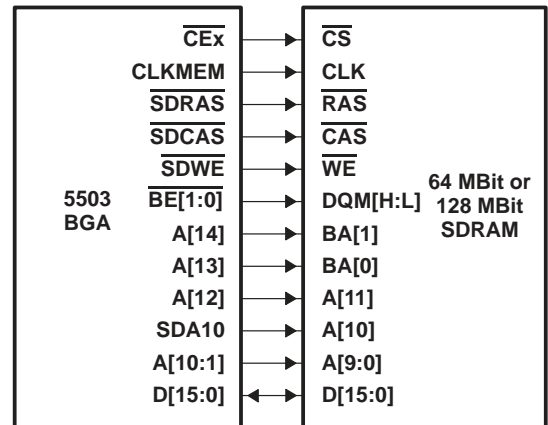 CEx CS
CLKMEM CLK
SDRAS RAS
SDCAS CAS
SDWE WE
5503 BGA
BE[1:0] DQM[H:L]
64 MBit or
128 MBit
SDRAM
A[14] BA[1]
A[13] BA[0]
A[12] A[11]
SDA10 A[10]
A[10:1] A[9:0]
D[15:0] D[15:0]